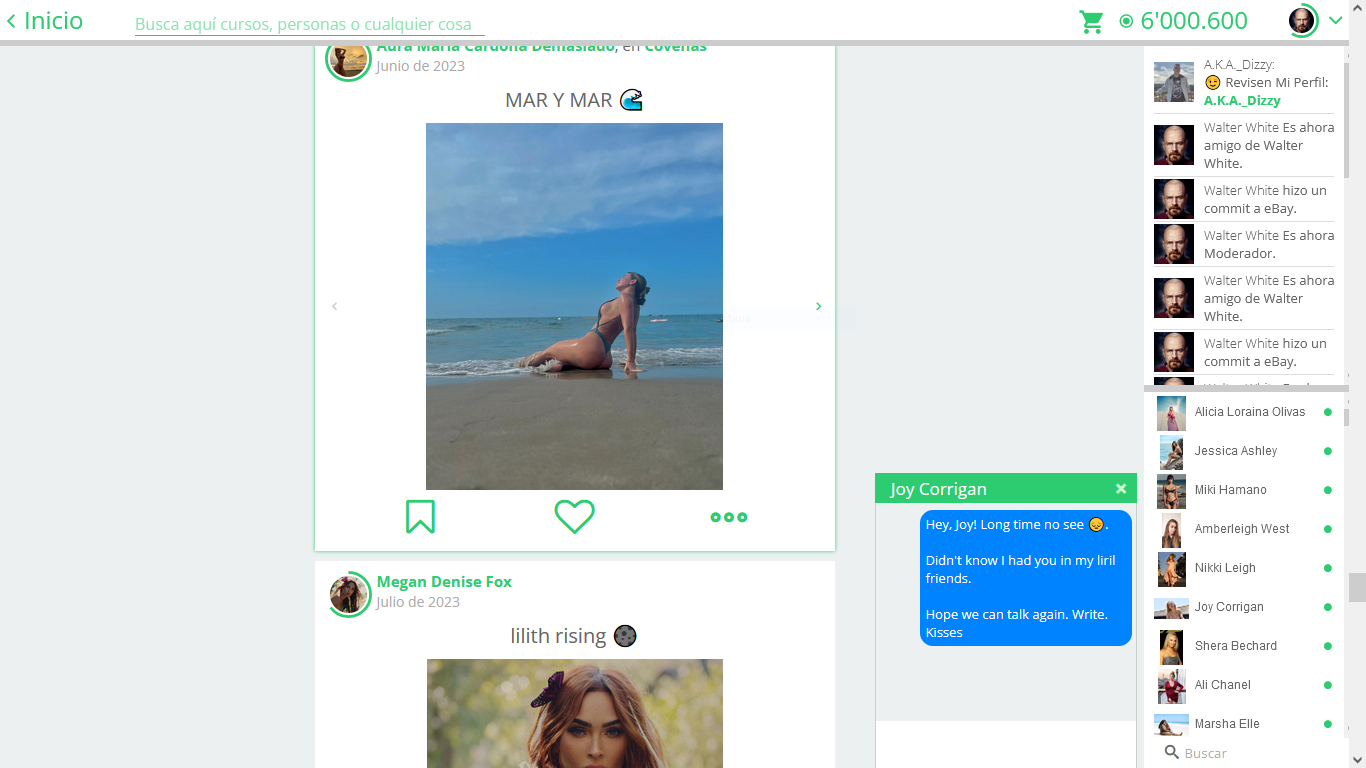 Inicio
Busca aquí cursos, personas o cualquier cosa
6'000.600
Aura María Cardona Demasiado, en Coveñas
Junio de 2023
MAR Y MAR
Megan Denise Fox
Julio de 2023
lilith rising
Joy Corrigan
Hey, Joy! Long time no see 😞.
Didn't know I had you in my liril
friends.
Hope we can talk again. Write.
Kisses
A.K.A._Dizzy:
😉 Revisen Mi Perfil:
A.K.A._Dizzy
Walter White Es ahora
amigo de Walter
White.
Walter White hizo un
commit a eBay.
Walter White Es ahora
Moderador.
Walter White Es ahora
amigo de Walter
White.
Walter White hizo un
commit a eBay.
Alicia Loraina Olivas
Jessica Ashley
Miki Hamano
Amberleigh West
Nikki Leigh
Joy Corrigan
Shera Bechard
Ali Chanel
Marsha Elle
Buscar